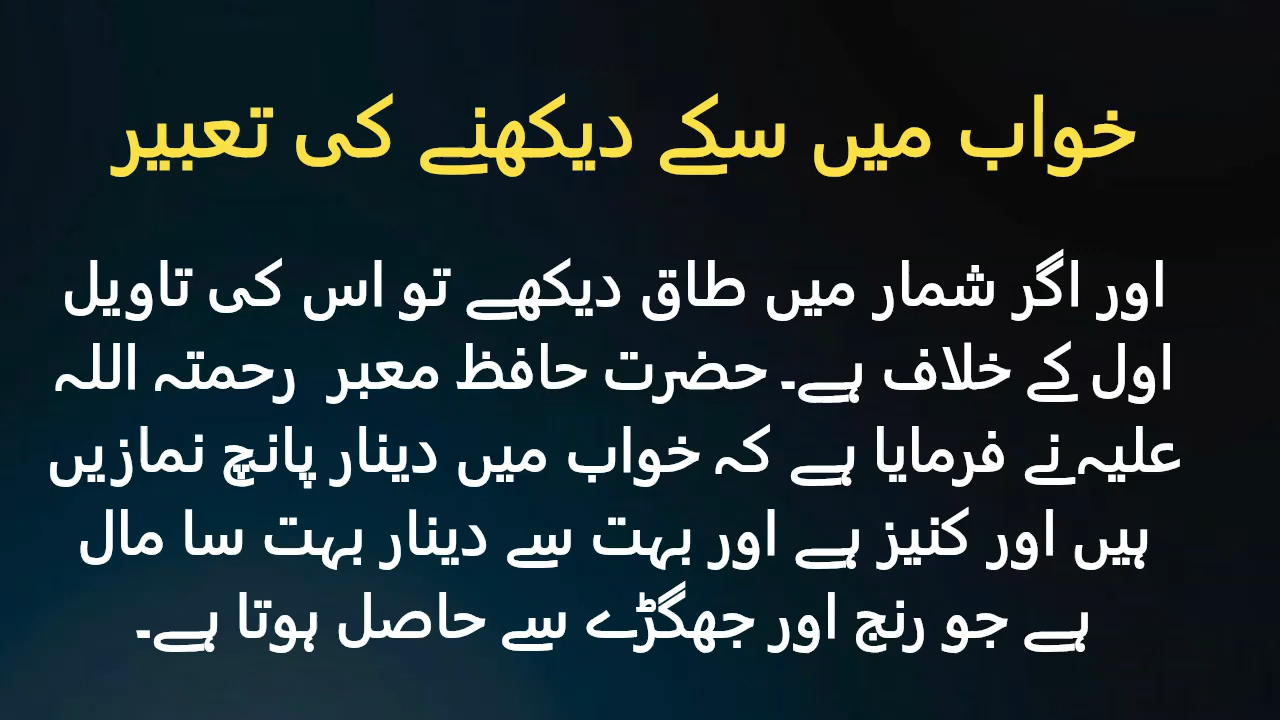 خواب میں سکے دیکھنے کی تعبیر
اور اگر شمار میں طاق دیکھے تو اس کی تاویل
اول کے خلاف ہے۔ حضرت حافظ معبر رحمتہ اللہ
علیہ نے فرمایا ہے کہ خواب میں دینار پانچ نمازیں
ہیں اور کنیز ہے اور بہت سے دینار بہت سا مال
ہے جو رنج اور جھگڑے سے حاصل ہوتا ہے۔